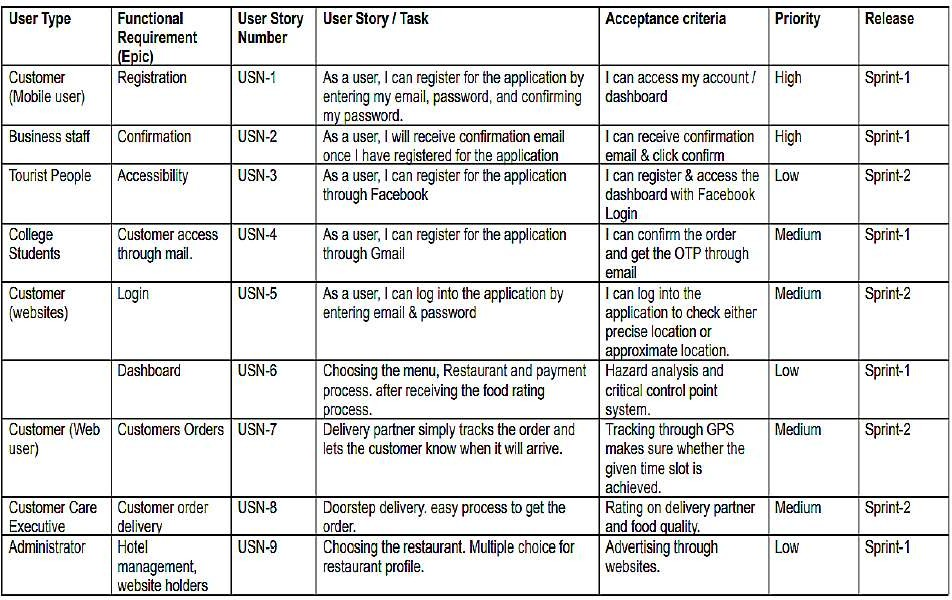 User Type Functional Requirement (Epic) User Story Number User Story / Task Acceptance criteria Priority Release
Customer (Mobile user) Registration USN-1 As a user, I can register for the application by entering my email, password, and confirming my password. I can access my account / dashboard High Sprint-1
Business staff Confirmation USN-2 As a user, I will receive confirmation email once I have registered for the application I can receive confirmation email & click confirm High Sprint-1
Tourist People Accessibility USN-3 As a user, I can register for the application through Facebook I can register & access the dashboard with Facebook Login Low Sprint-2
College Students Customer access through mail. USN-4 As a user, I can register for the application through Gmail I can confirm the order and get the OTP through email Medium Sprint-1
Customer (websites) Login USN-5 As a user, I can log into the application by entering email & password I can log into the application to check either precise location or approximate location. Medium Sprint-2
Dashboard USN-6 Choosing the menu, Restaurant and payment process. after receiving the food rating process. Hazard analysis and critical control point system. Low Sprint-1
Customer (Web user) Customers Orders USN-7 Delivery partner simply tracks the order and lets the customer know when it will arrive. Tracking through GPS makes sure whether the given time slot is achieved. Medium Sprint-2
Customer Care Executive Customer order delivery USN-8 Doorstep delivery. easy process to get the order. Rating on delivery partner and food quality. Medium Sprint-2
Administrator Hotel management, website holders USN-9 Choosing the restaurant. Multiple choice for restaurant profile. Advertising through websites. Low Sprint-1